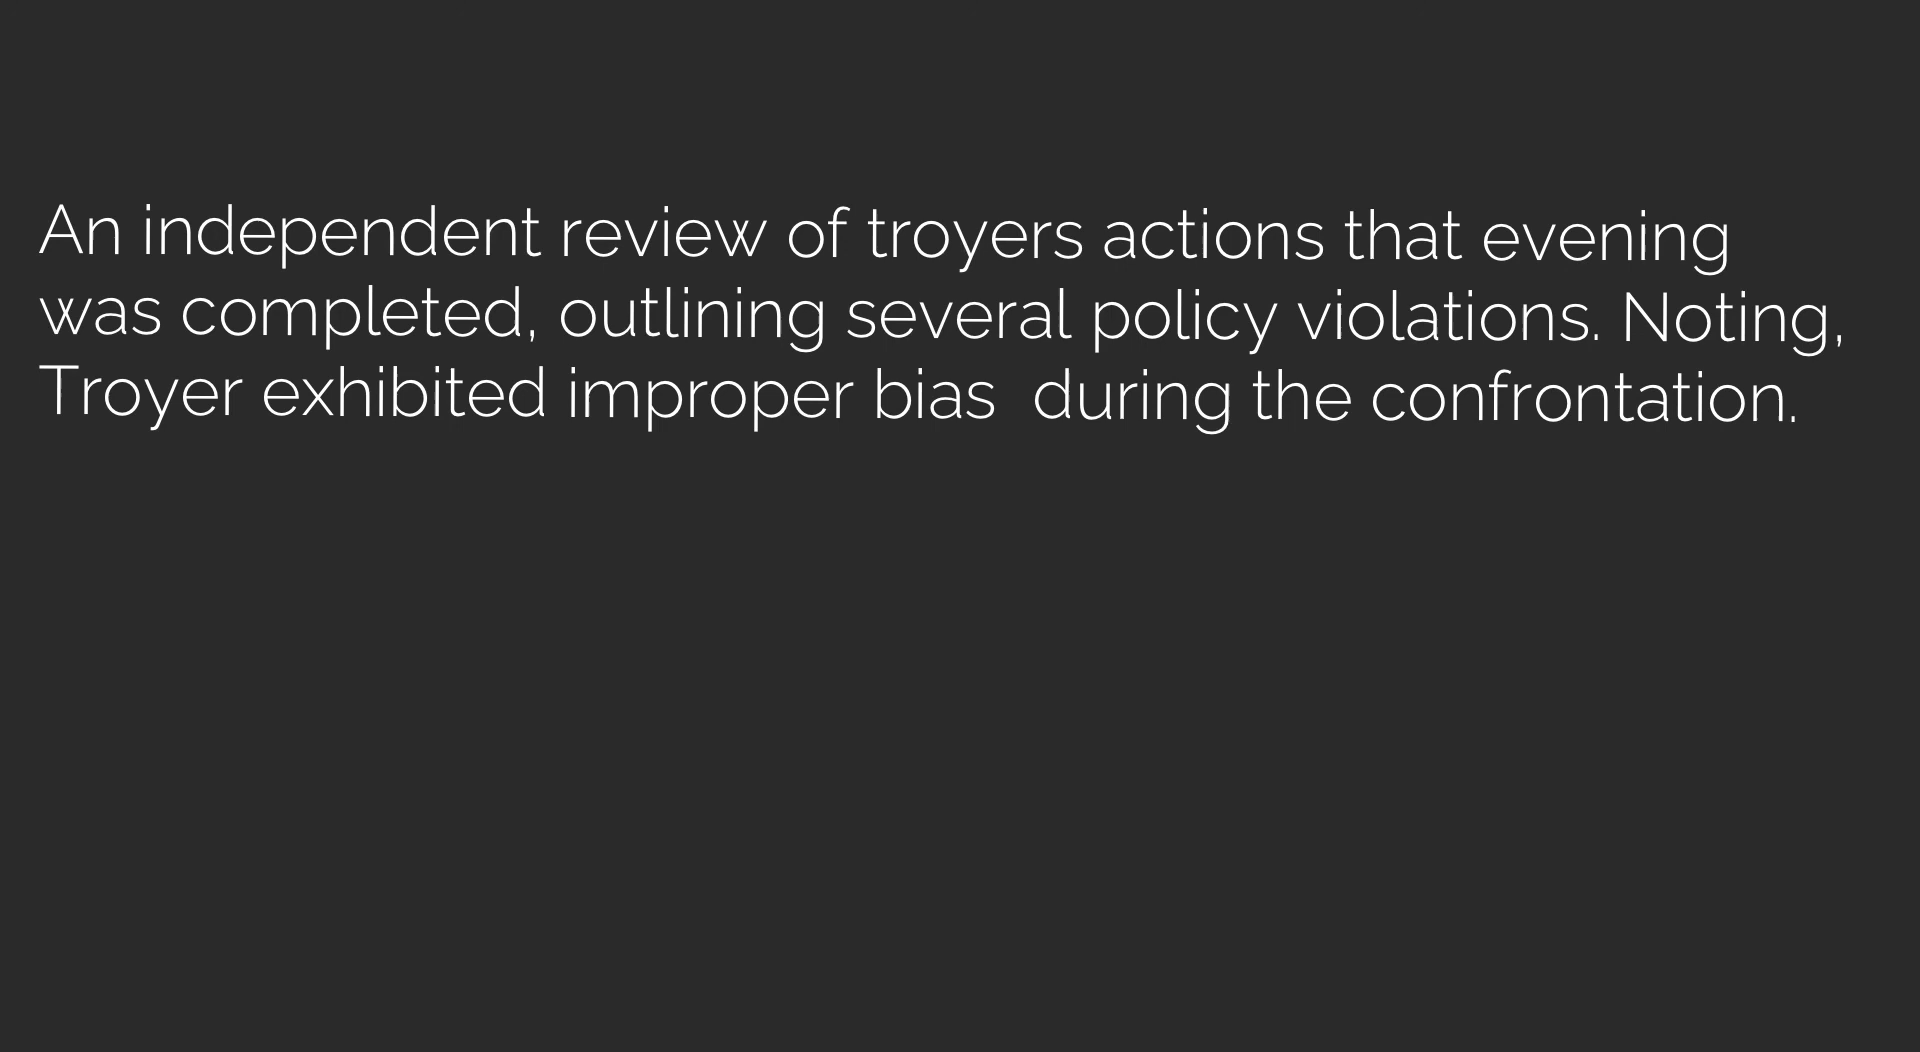 An independent review of troyers actions that evening
was completed, outlining several policy violations. Noting,
Troyer exhibited improper bias  during the confrontation.